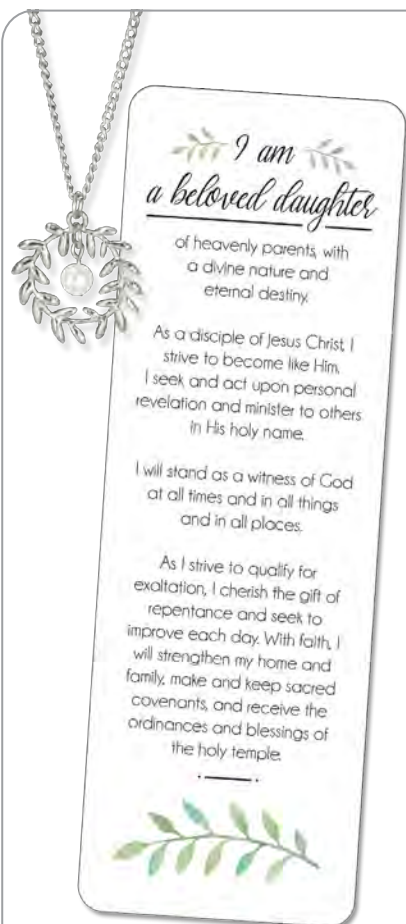 I am
a beloved daughter
of heavenly parents, with
a divine nature and
eternal destiny.
As a disciple of Jesus Christ, I
strive to become like Him.
I seek and act upon personal
revelation and minister to others
in His holy name.
I will stand as a witness of God
at all times and in all things
and in all places.
As I strive to qualify for
exaltation, I cherish the gift of
repentance and seek to
improve each day. With faith, I
will strengthen my home and
family, make and keep sacred
covenants, and receive the
ordinances and blessings of
the holy temple.